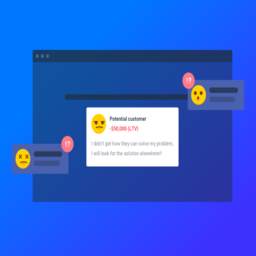 !?
Potential customer
-$50,000 (LTV)
I didn't get how they can solve my problem,
I will look for the solution elsewhere!!
!?